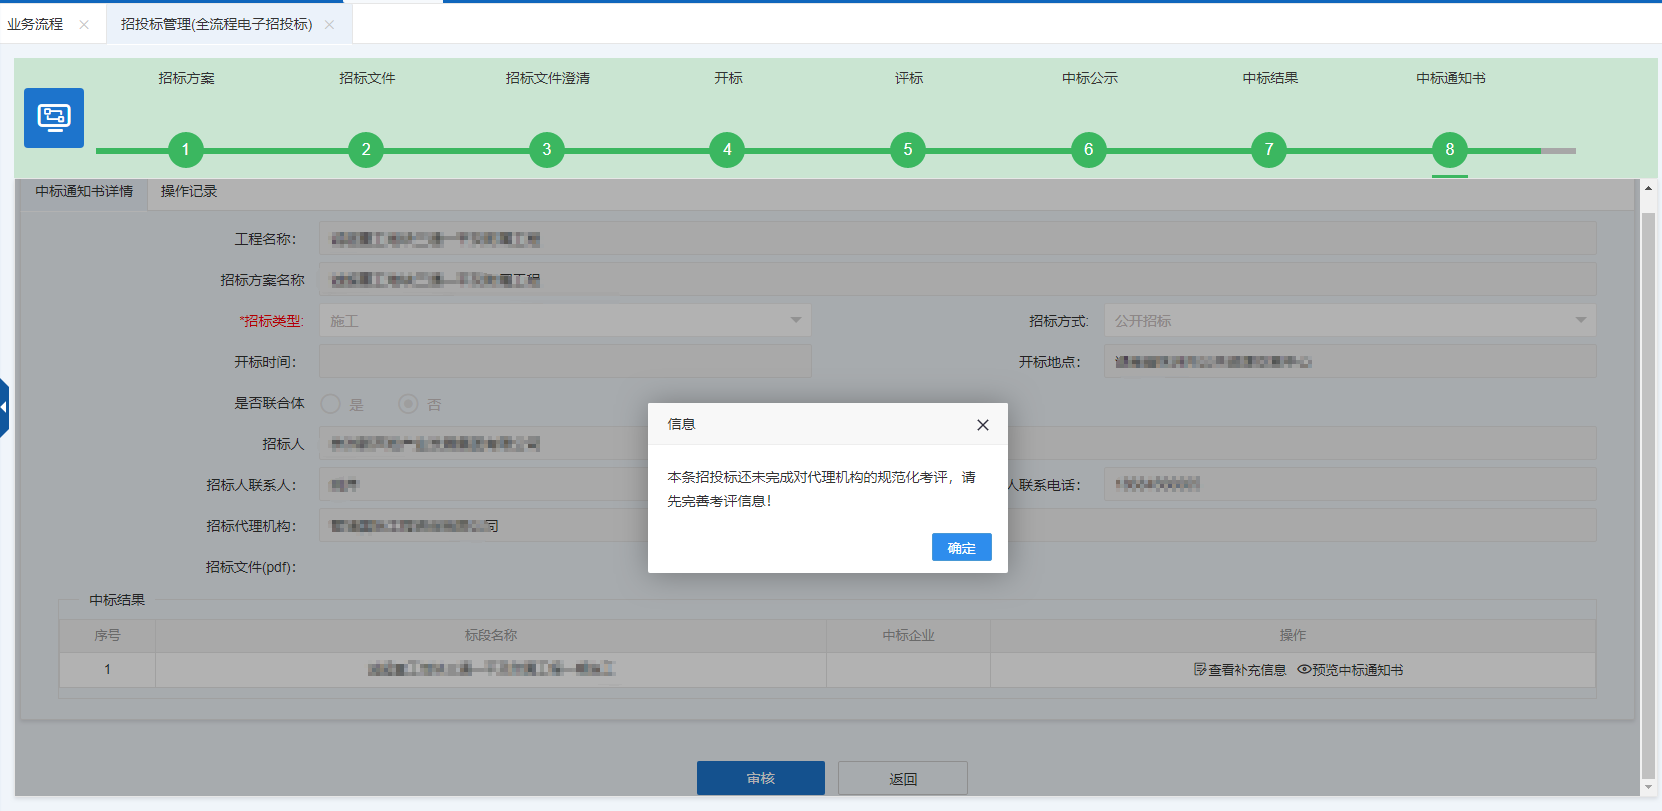 业务流程 招投标管理(全流程电子招投标)
招标方案 招标文件 招标文件澄清 开标 评标 中标公示 中标结果 中标通知书
1 2 3 4 5 6 7 8
中标通知书详情 操作记录
工程名称：
招标方案名称
*招标类型: 施工 招标方式: 公开招标
开标时间： 开标地点：
是否联合体 是 否
信息
招标人
本条招投标还未完成对代理机构的规范化考评，请
先完善考评信息！
确定
招标人联系人： 人联系电话：
招标代理机构： 司
招标文件(pdf)：
中标结果
序号 标段名称 中标企业 操作
1 查看补充信息 预览中标通知书
审核 返回